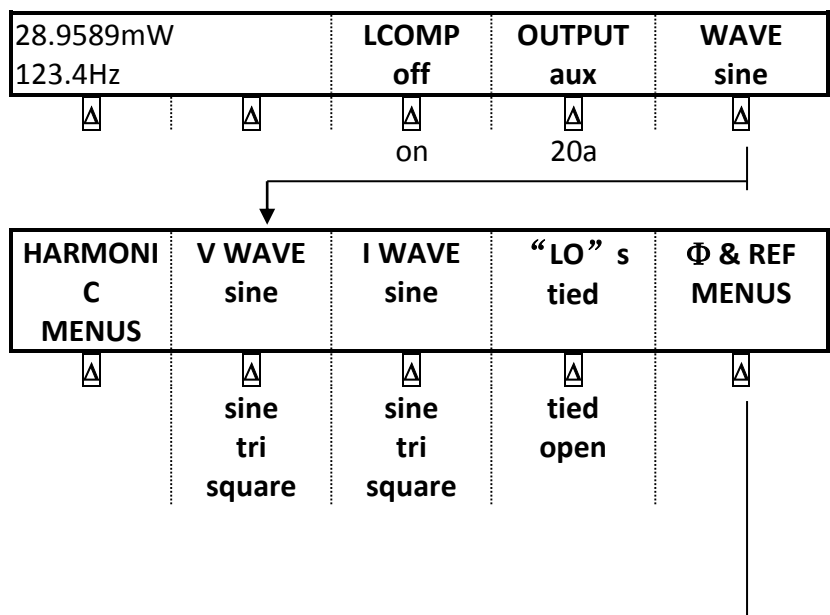 28.9589mW LCOMP OUTPUT WAVE
123.4Hz off aux sine
Δ Δ Δ Δ Δ
on 20a
HARMONI V WAVE I WAVE “LO” s Φ & REF
C sine sine tied MENUS
MENUS
Δ Δ Δ Δ Δ
sine sine tied
tri tri open
square square